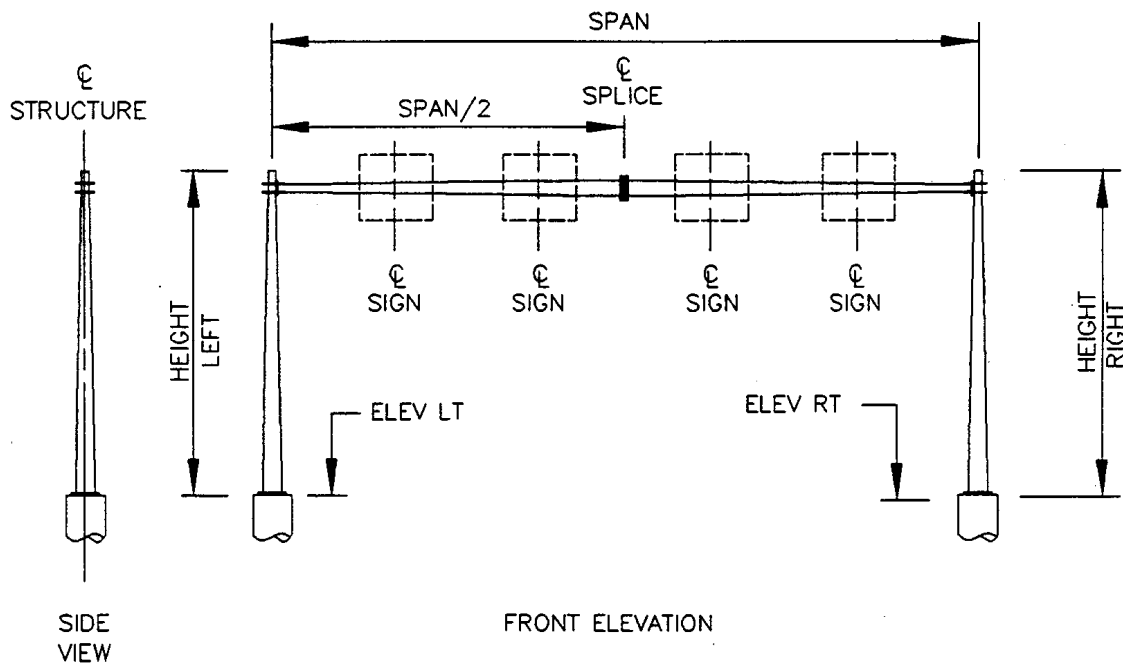 SPAN
℄
STRUCTURE
℄
SPLICE
SPAN/2
℄
SIGN
℄
SIGN
℄
SIGN
℄
SIGN
HEIGHT
LEFT
HEIGHT
RIGHT
ELEV LT
ELEV RT
SIDE
VIEW
FRONT ELEVATION